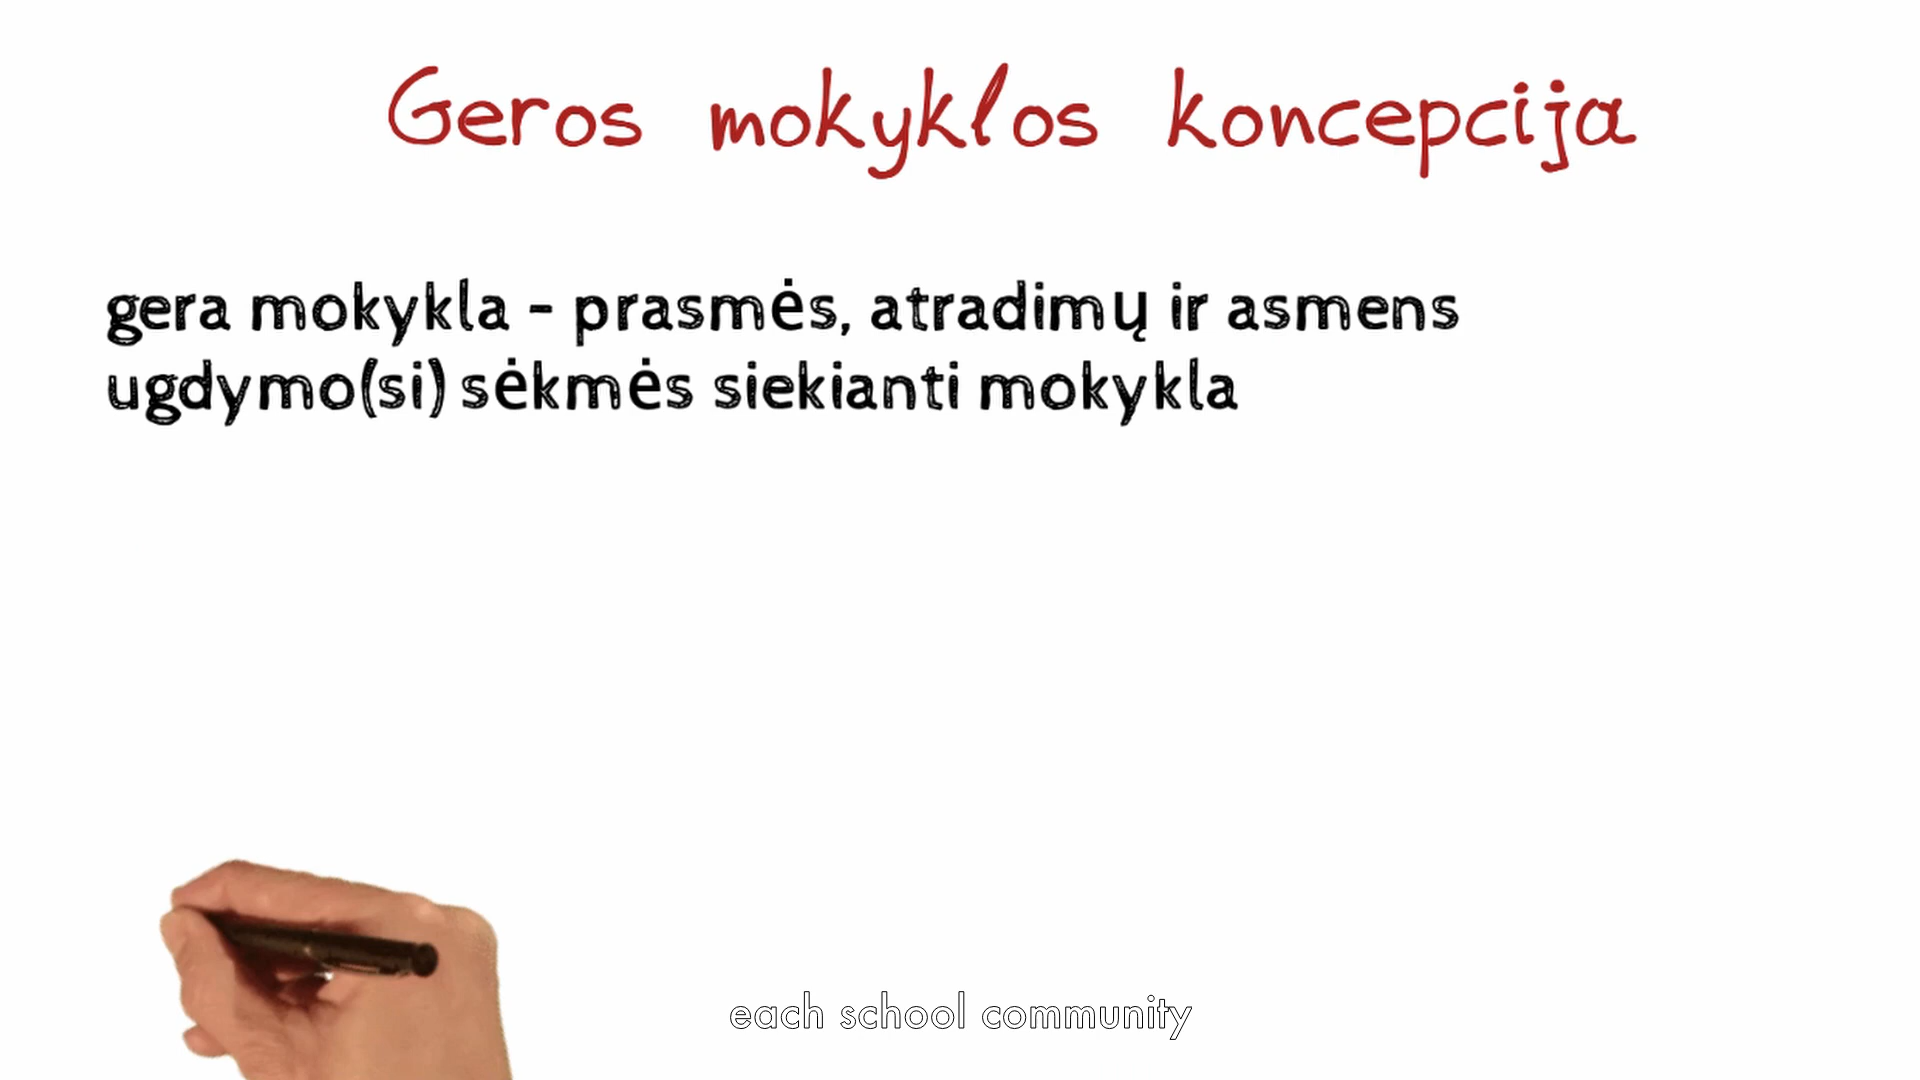 Geros mokyklos koncepcija
gera mokykla - prasmės, atradimų ir asmens
ugdymo(si) sėkmės siekianti mokykla
each school community